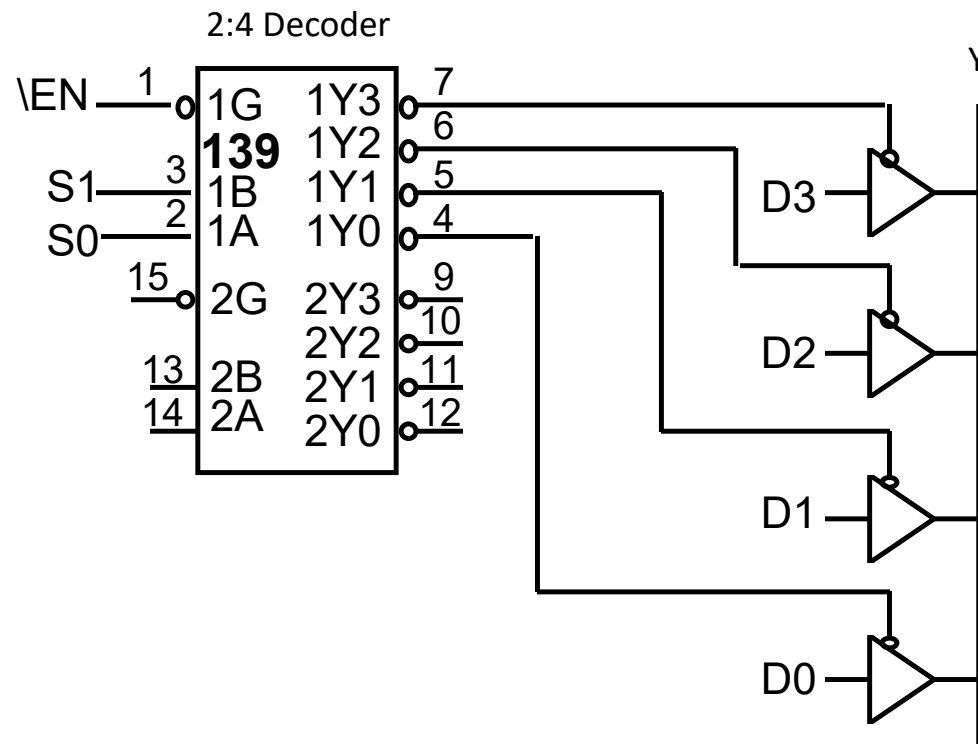 2:4 Decoder
Y
\EN 1 1G 1Y3 7
139 1Y2 6
S1 3 1B 1Y1 5
S0 2 1A 1Y0 4
D3
15 2G 2Y3 9
2Y2 10
D2
13 2B 2Y1 11
14 2A 2Y0 12
D1
D0